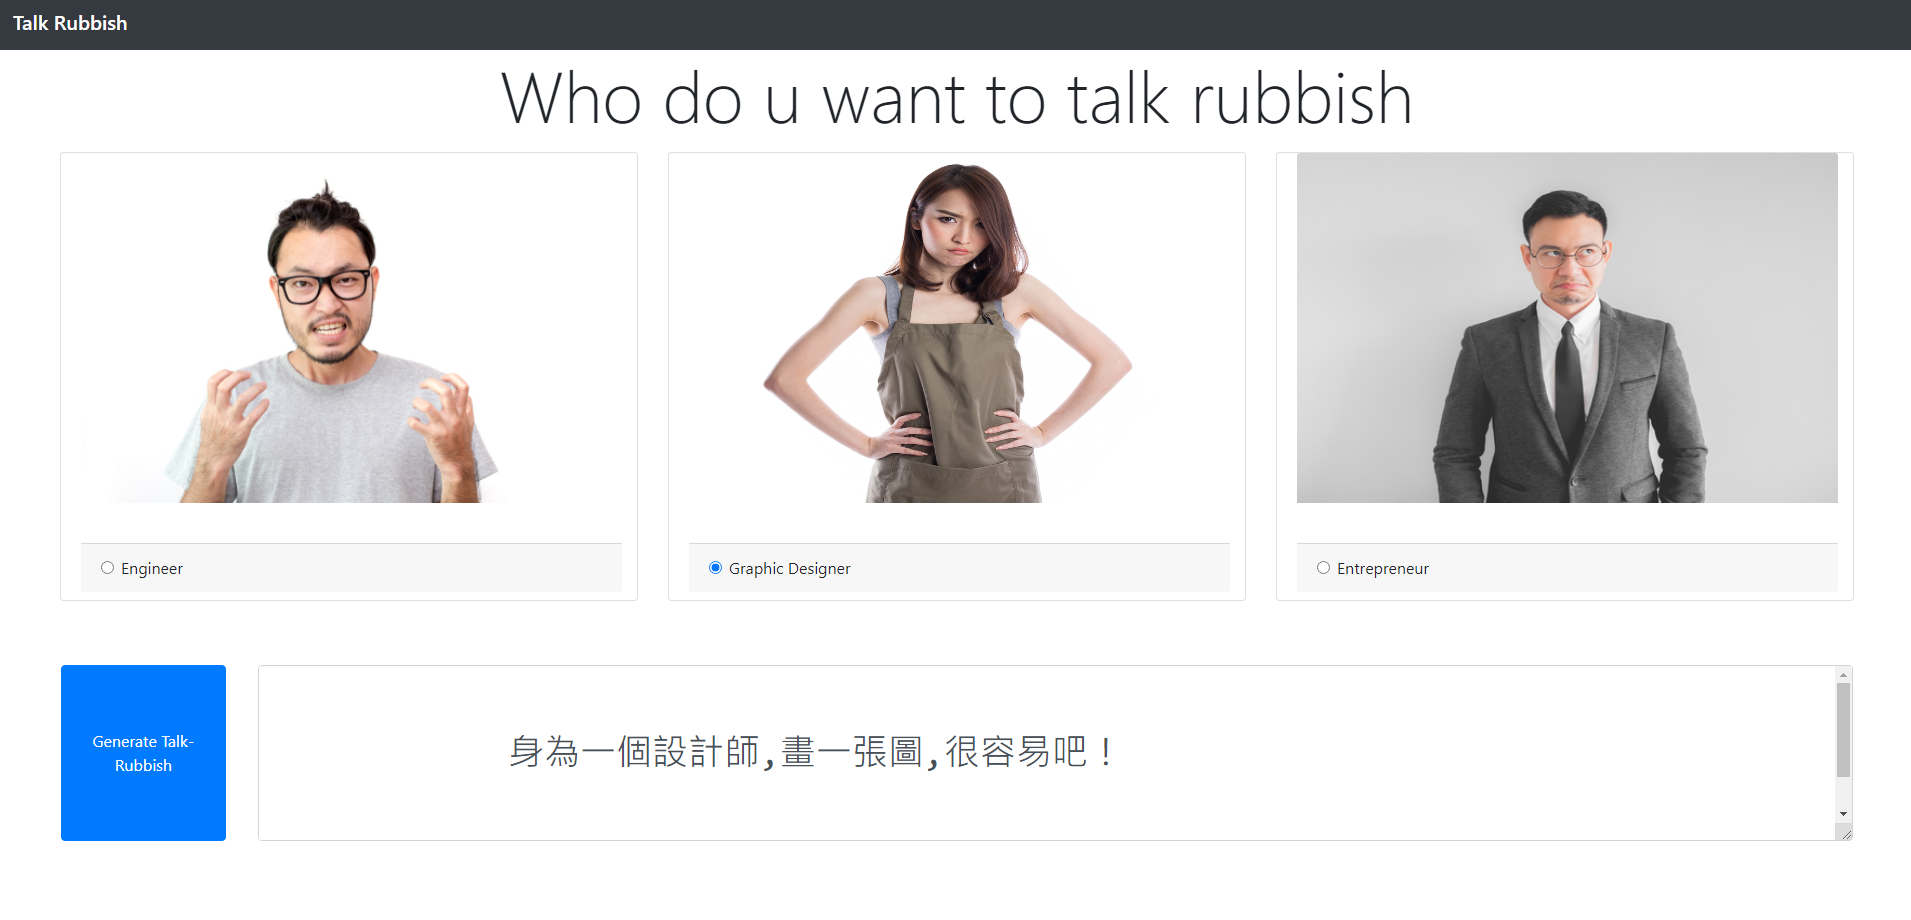 Talk Rubbish
Who do u want to talk rubbish
Engineer
Graphic Designer
Entrepreneur
Generate Talk-
Rubbish
身為一個設計師,畫一張圖,很容易吧！